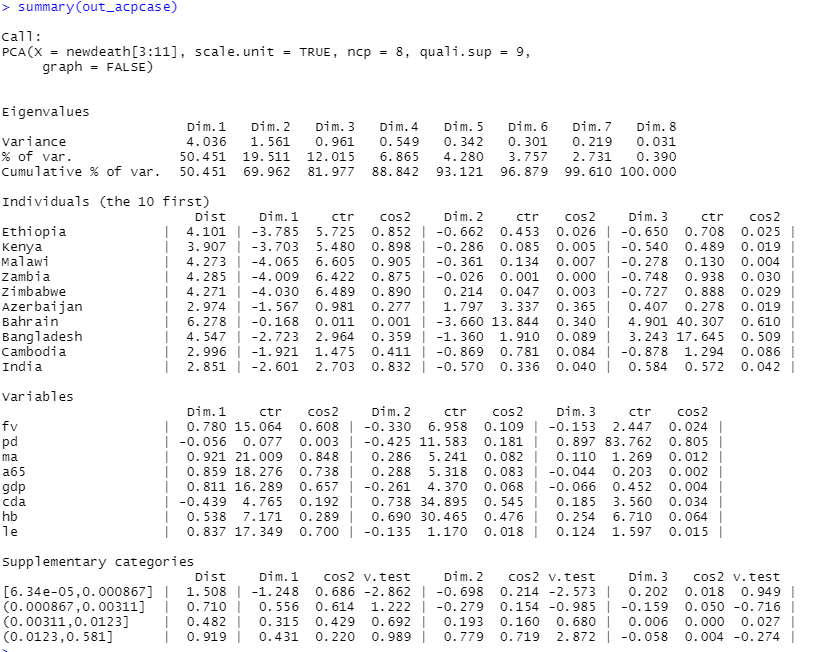 > summary(out_acpcase)
Call:
PCA(X = newdeath[3:11], scale.unit = TRUE, ncp = 8, quali.sup = 9,
graph = FALSE)
Eigenvalues
Dim.1 Dim.2 Dim.3 Dim.4 Dim.5 Dim.6 Dim.7 Dim.8
Variance 4.036 1.561 0.961 0.549 0.342 0.301 0.219 0.031
% of var. 50.451 19.511 12.015 6.865 4.280 3.757 2.731 0.390
Cumulative % of var. 50.451 69.962 81.977 88.842 93.121 96.879 99.610 100.000
Individuals (the 10 first)
Dist Dim.1 ctr cos2 Dim.2 ctr cos2 Dim.3 ctr cos2
Ethiopia | 4.101 | -3.785 5.725 0.852 | -0.662 0.453 0.026 | -0.650 0.708 0.025 |
Kenya | 3.907 | -3.703 5.480 0.898 | -0.286 0.085 0.005 | -0.540 0.489 0.019 |
Malawi | 4.273 | -4.065 6.605 0.905 | -0.361 0.134 0.007 | -0.278 0.130 0.004 |
Zambia | 4.285 | -4.009 6.422 0.875 | -0.026 0.001 0.000 | -0.748 0.938 0.030 |
Zimbabwe | 4.271 | -4.030 6.489 0.890 | 0.214 0.047 0.003 | -0.727 0.888 0.029 |
Azerbaijan | 2.974 | -1.567 0.981 0.277 | 1.797 3.337 0.365 | 0.407 0.278 0.019 |
Bahrain | 6.278 | -0.168 0.011 0.001 | -3.660 13.844 0.340 | 4.901 40.307 0.610 |
Bangladesh | 4.547 | -2.723 2.964 0.359 | -1.360 1.910 0.089 | 3.243 17.645 0.509 |
Cambodia | 2.996 | -1.921 1.475 0.411 | -0.869 0.781 0.084 | -0.878 1.294 0.086 |
India | 2.851 | -2.601 2.703 0.832 | -0.570 0.336 0.040 | 0.584 0.572 0.042 |
Variables
Dim.1 ctr cos2 Dim.2 ctr cos2 Dim.3 ctr cos2
fv | 0.780 15.064 0.608 | -0.330 6.958 0.109 | -0.153 2.447 0.024 |
pd | -0.056 0.077 0.003 | -0.425 11.583 0.181 | 0.897 83.762 0.805 |
ma | 0.921 21.009 0.848 | 0.286 5.241 0.082 | 0.110 1.269 0.012 |
a65 | 0.859 18.276 0.738 | 0.288 5.318 0.083 | -0.044 0.203 0.002 |
gdp | 0.811 16.289 0.657 | -0.261 4.370 0.068 | -0.066 0.452 0.004 |
cda | -0.439 4.765 0.192 | 0.738 34.895 0.545 | 0.185 3.560 0.034 |
hb | 0.538 7.171 0.289 | 0.690 30.465 0.476 | 0.254 6.710 0.064 |
le | 0.837 17.349 0.700 | -0.135 1.170 0.018 | 0.124 1.597 0.015 |
Supplementary categories
Dist Dim.1 cos2 v.test Dim.2 cos2 v.test Dim.3 cos2 v.test
[6.34e-05,0.000867] | 1.508 | -1.248 0.686 -2.862 | -0.698 0.214 -2.573 | 0.202 0.018 0.949 |
(0.000867,0.00311] | 0.710 | 0.556 0.614 1.222 | -0.279 0.154 -0.985 | -0.159 0.050 -0.716 |
(0.00311,0.0123] | 0.482 | 0.315 0.429 0.692 | 0.193 0.160 0.680 | 0.006 0.000 0.027 |
(0.0123,0.581] | 0.919 | 0.431 0.220 0.989 | 0.779 0.719 2.872 | -0.058 0.004 -0.274 |
>